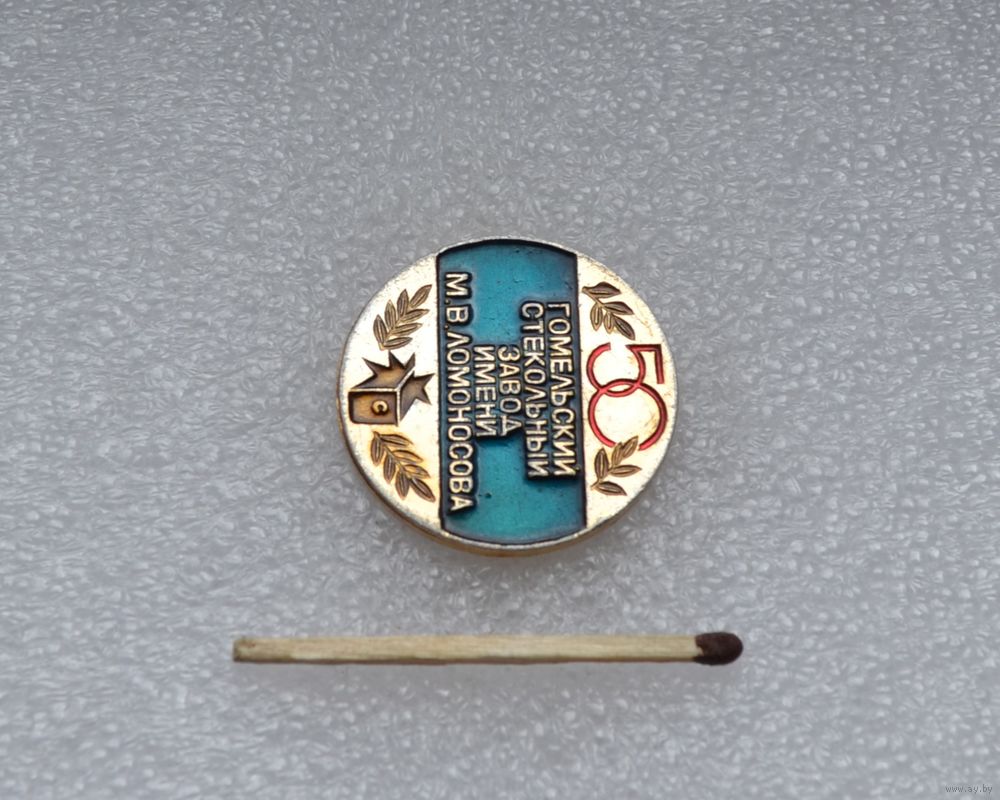 50
ГОМЕЛЬСКИЙ
СТЕКОЛЬНЫЙ
ЗАВОД
ИМЕНИ
М.В.ЛОМОНОСОВА
С
www.ay.by